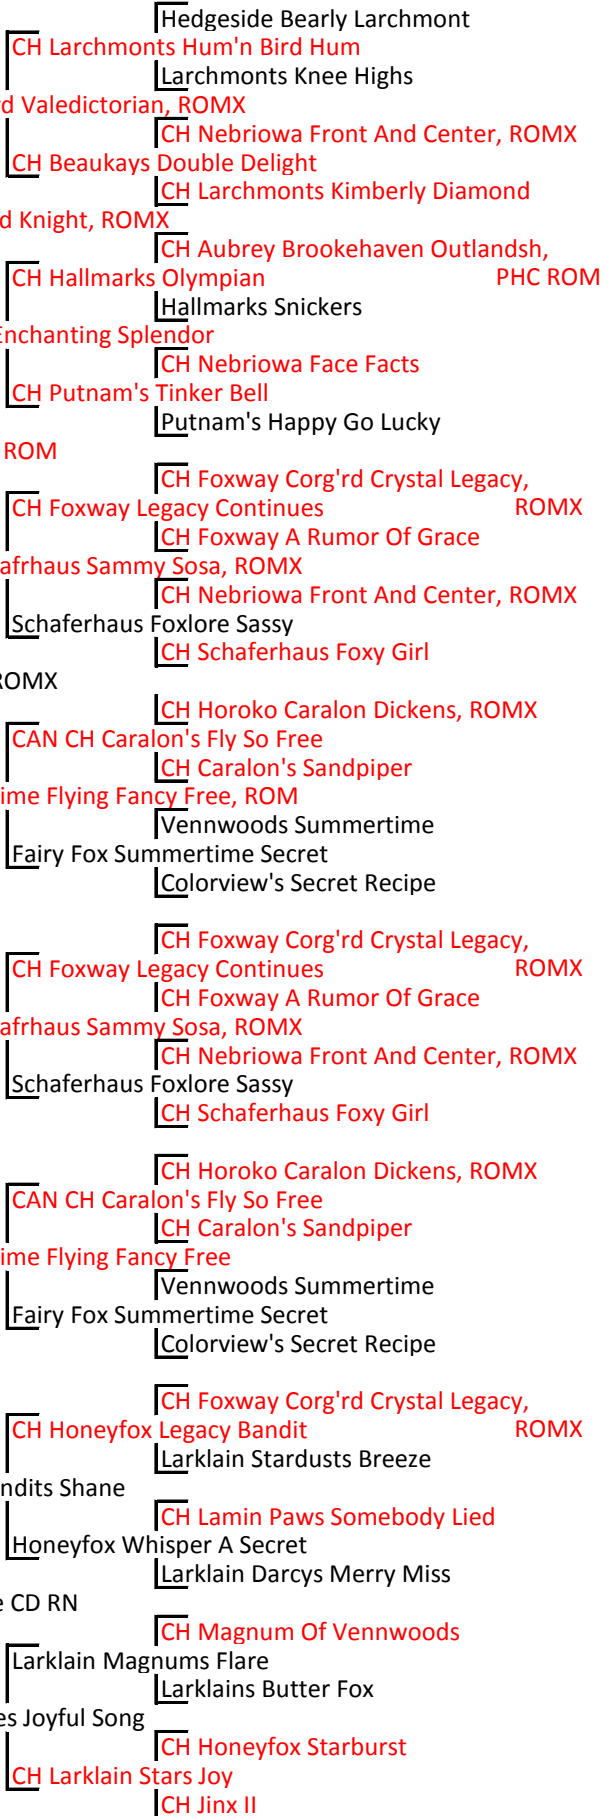 Hedgeside Bearly Larchmont
CH Larchmonts Hum'n Bird Hum
Larchmonts Knee Highs
d Valedictorian, ROMX
CH Nebriowa Front And Center, ROMX
CH Beaukays Double Delight
CH Larchmonts Kimberly Diamond
d Knight, ROMX
CH Aubrey Brookehaven Outlandsh,
CH Hallmarks Olympian PHC ROM
Hallmarks Snickers
Enchanting Splendor
CH Nebriowa Face Facts
CH Putnam's Tinker Bell
Putnam's Happy Go Lucky
ROM
CH Foxway Corg'rd Crystal Legacy,
CH Foxway Legacy Continues ROMX
CH Foxway A Rumor Of Grace
afrhaus Sammy Sosa, ROMX
CH Nebriowa Front And Center, ROMX
Schaferhaus Foxlore Sassy
CH Schaferhaus Foxy Girl
ROMX
CH Horoko Caralon Dickens, ROMX
CAN CH Caralon's Fly So Free
CH Caralon's Sandpiper
ime Flying Fancy Free, ROM
Vennwoods Summertime
Fairy Fox Summertime Secret
Colorview's Secret Recipe
CH Foxway Corg'rd Crystal Legacy,
CH Foxway Legacy Continues ROMX
CH Foxway A Rumor Of Grace
afrhaus Sammy Sosa, ROMX
CH Nebriowa Front And Center, ROMX
Schaferhaus Foxlore Sassy
CH Schaferhaus Foxy Girl
CH Horoko Caralon Dickens, ROMX
CAN CH Caralon's Fly So Free
CH Caralon's Sandpiper
ime Flying Fancy Free
Vennwoods Summertime
Fairy Fox Summertime Secret
Colorview's Secret Recipe
CH Foxway Corg'rd Crystal Legacy,
CH Honeyfox Legacy Bandit ROMX
Larklain Stardusts Breeze
ndits Shane
CH Lamin Paws Somebody Lied
Honeyfox Whisper A Secret
Larklain Darcys Merry Miss
e CD RN
CH Magnum Of Vennwoods
Larklain Magnums Flare
Larklains Butter Fox
es Joyful Song
CH Honeyfox Starburst
CH Larklain Stars Joy
CH Jinx II